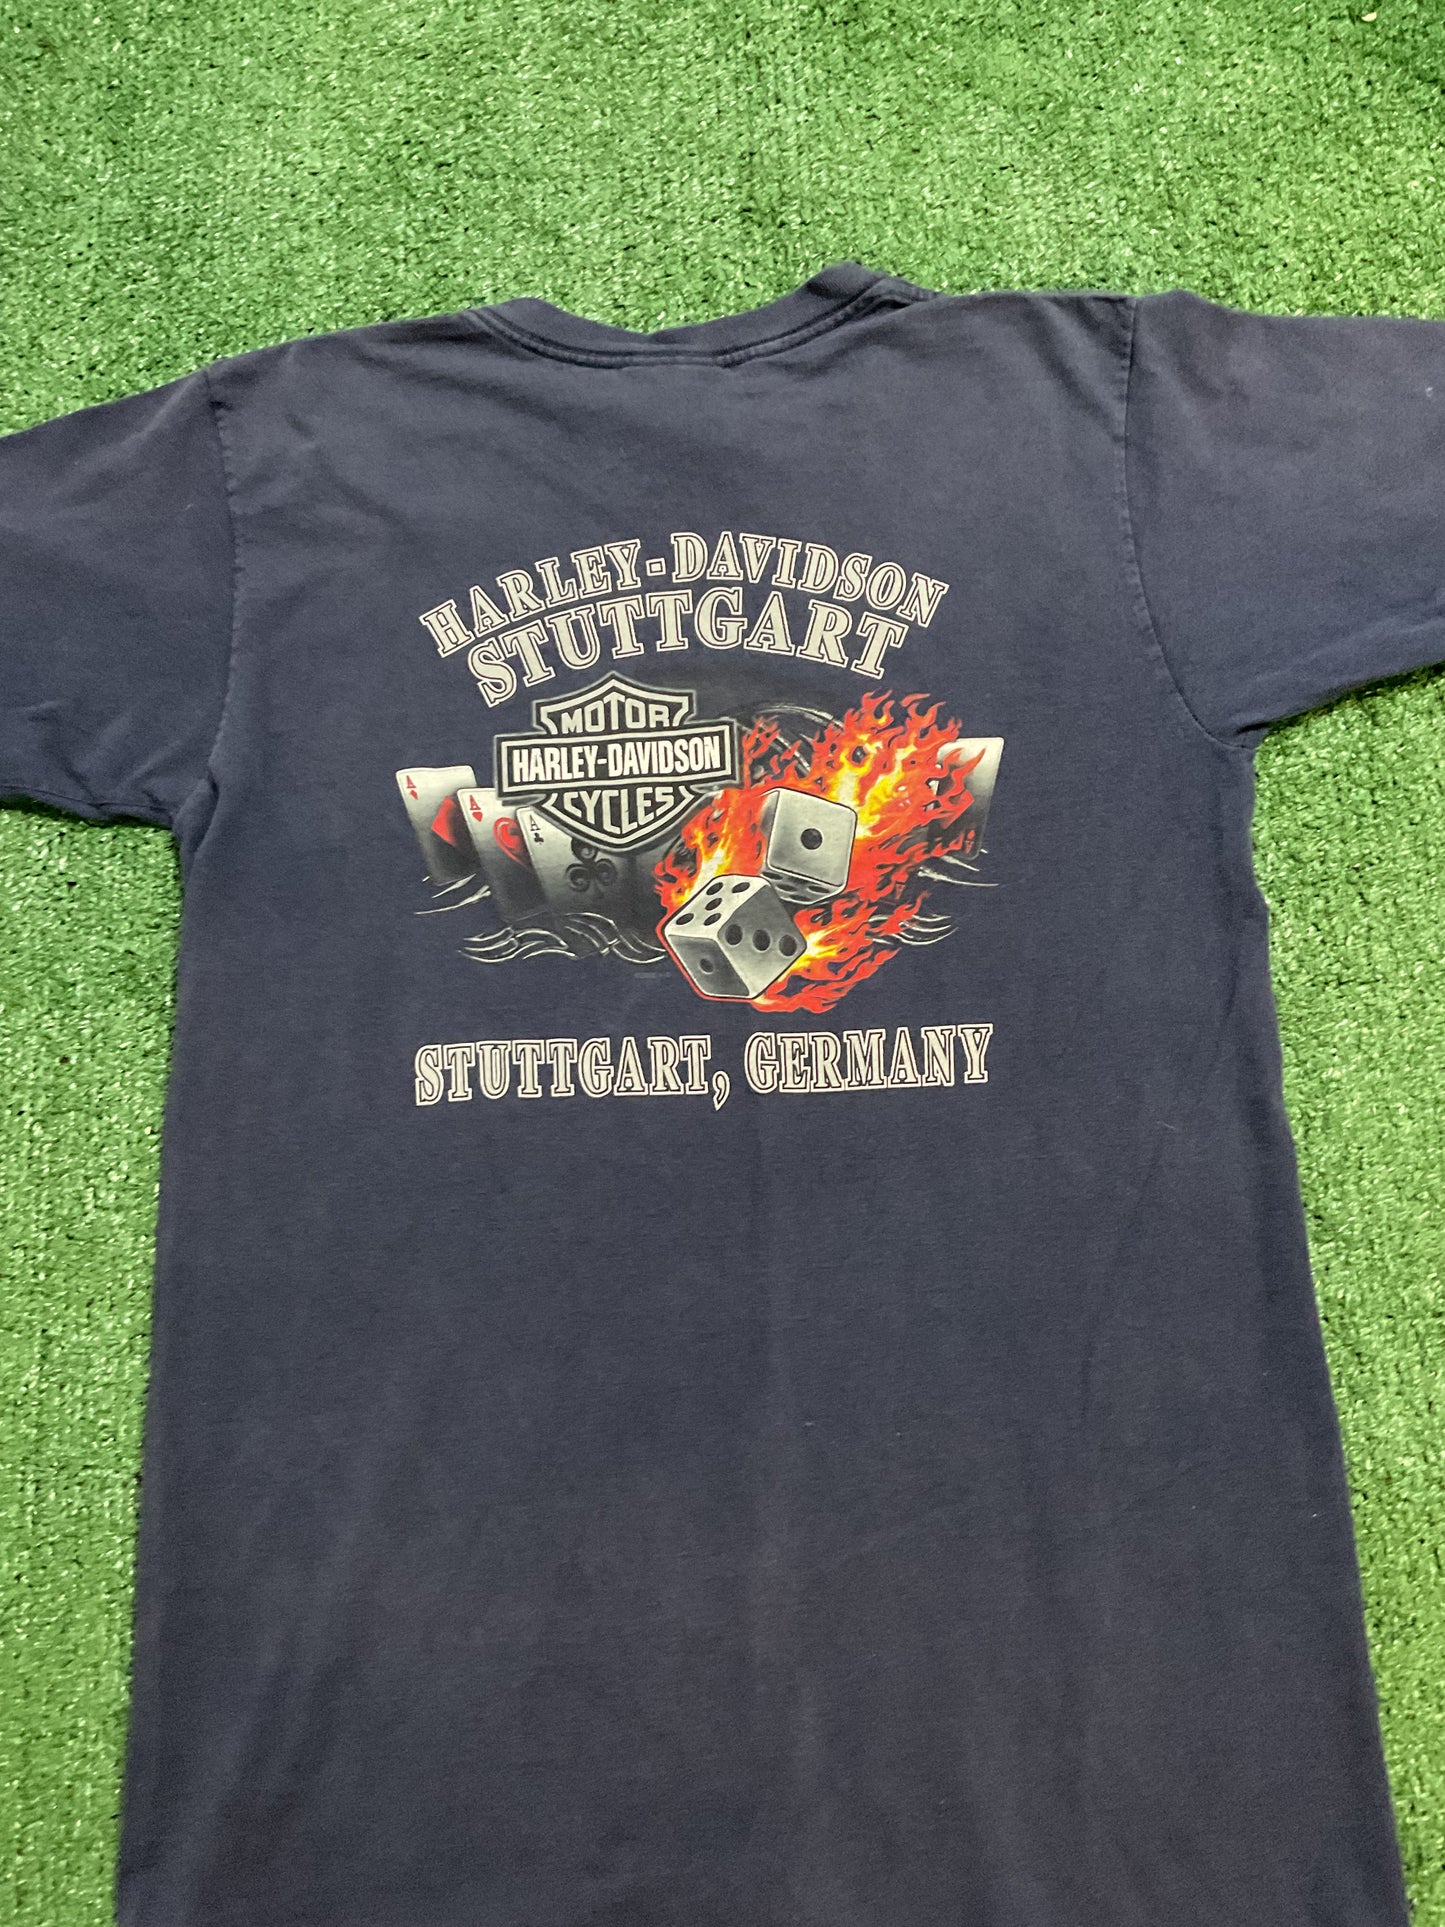 HARLEY-DAVIDSON
STUTTGART
MOTOR
HARLEY-DAVIDSON
CYCLES
A
A
A
STUTTGART, GERMANY